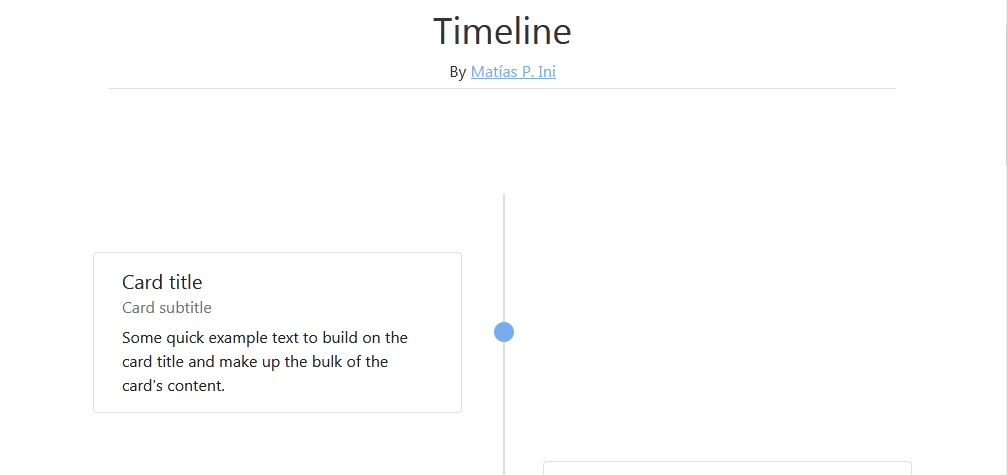 Timeline
By Matías P. Ini
Card title
Card subtitle
Some quick example text to build on the
card title and make up the bulk of the
card's content.